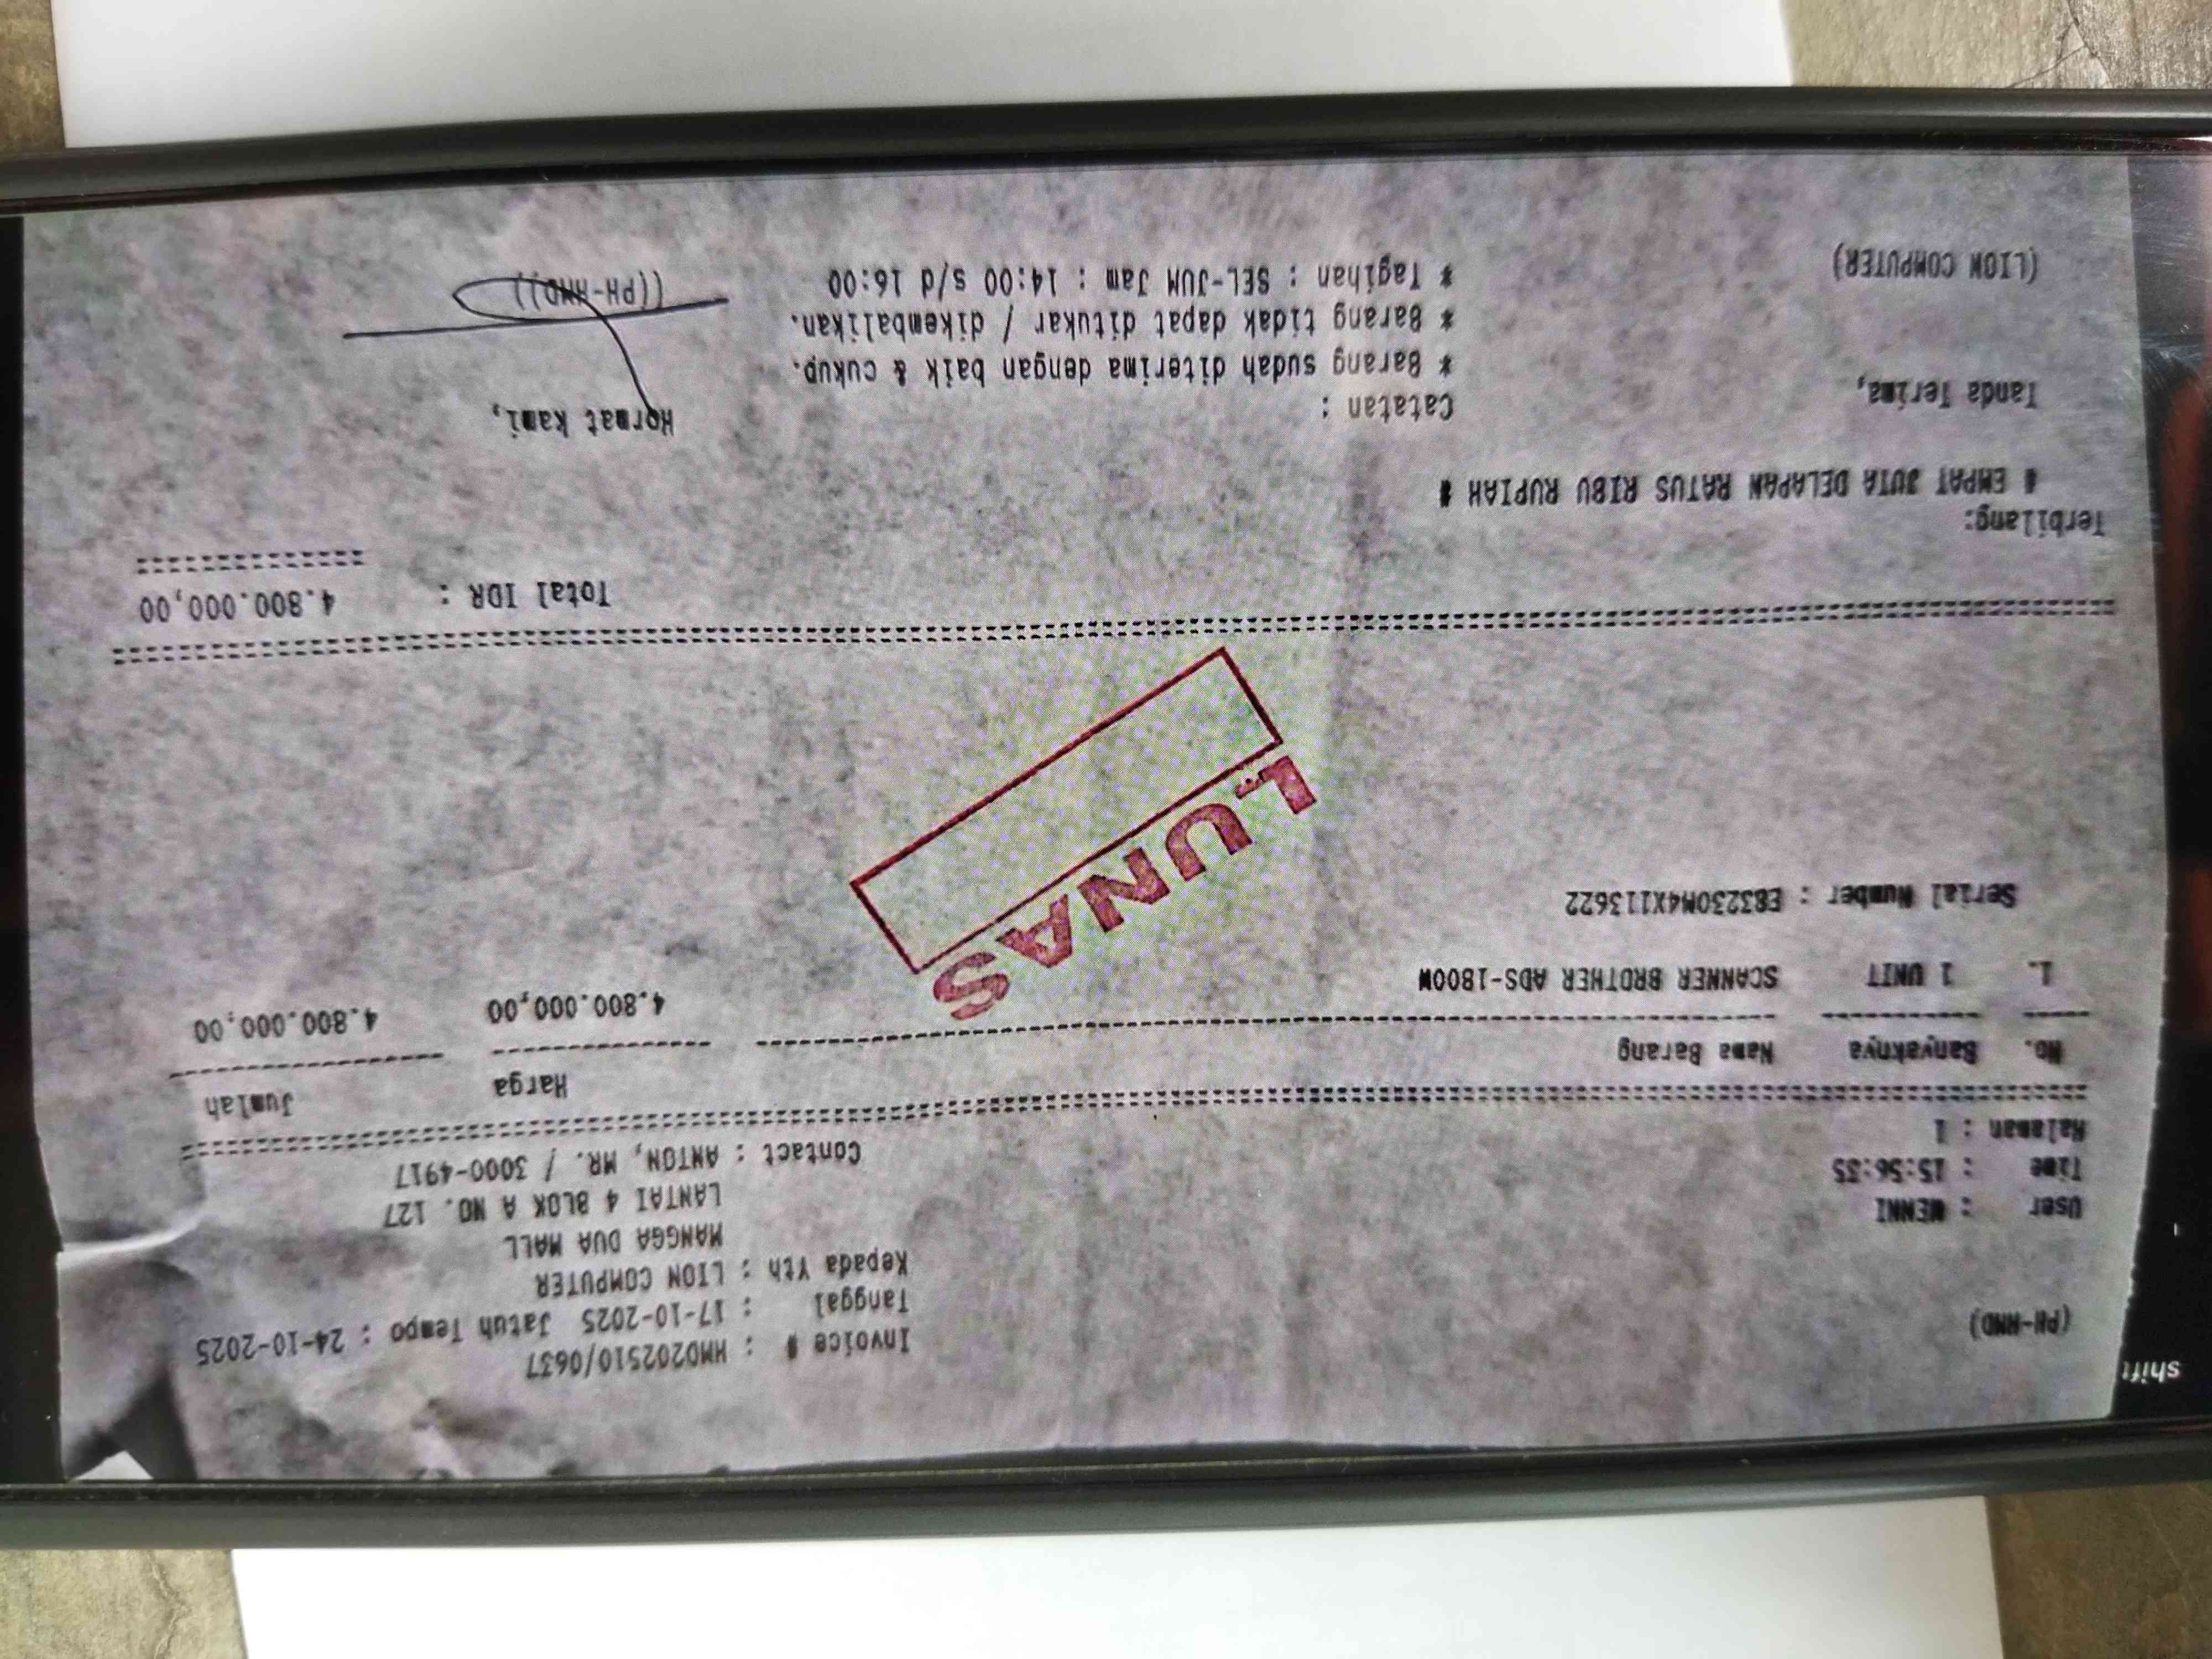 (PH-HMD)
Invoice # : HMD202510/0637
Tanggal : 17-10-2025 Jatuh Tempo : 24-10-2025
Kepada Yth : LION COMPUTER
MANGGA DUA MALL
LANTAI 4 BLOK A NO. 127
Contact : ANTON, MR. / 3000-4917
User : WENNI
Time : 15:56:35
Halaman : 1
No. Banyaknya Nama Barang Harga Jumlah
1. 1 UNIT SCANNER BROTHER ADS-1800W 4.800.000,00 4.800.000,00
Serial Number : E83230M4X113622
LUNAS
Total IDR : 4.800.000,00
Terbilang:
# EMPAT JUTA DELAPAN RATUS RIBU RUPIAH #
Tanda Terima,
Catatan :
* Barang sudah diterima dengan baik & cukup.
* Barang tidak dapat ditukar / dikembalikan.
* Tagihan : SEL-JUM Jam : 14:00 s/d 16:00
Hormat kami,
(LION COMPUTER)
((PH-HMD))
shift